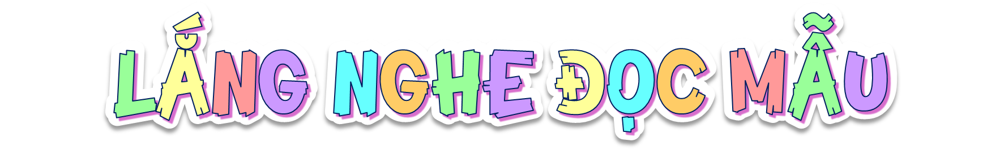 LẮNG NGHE ĐỌC MẪU